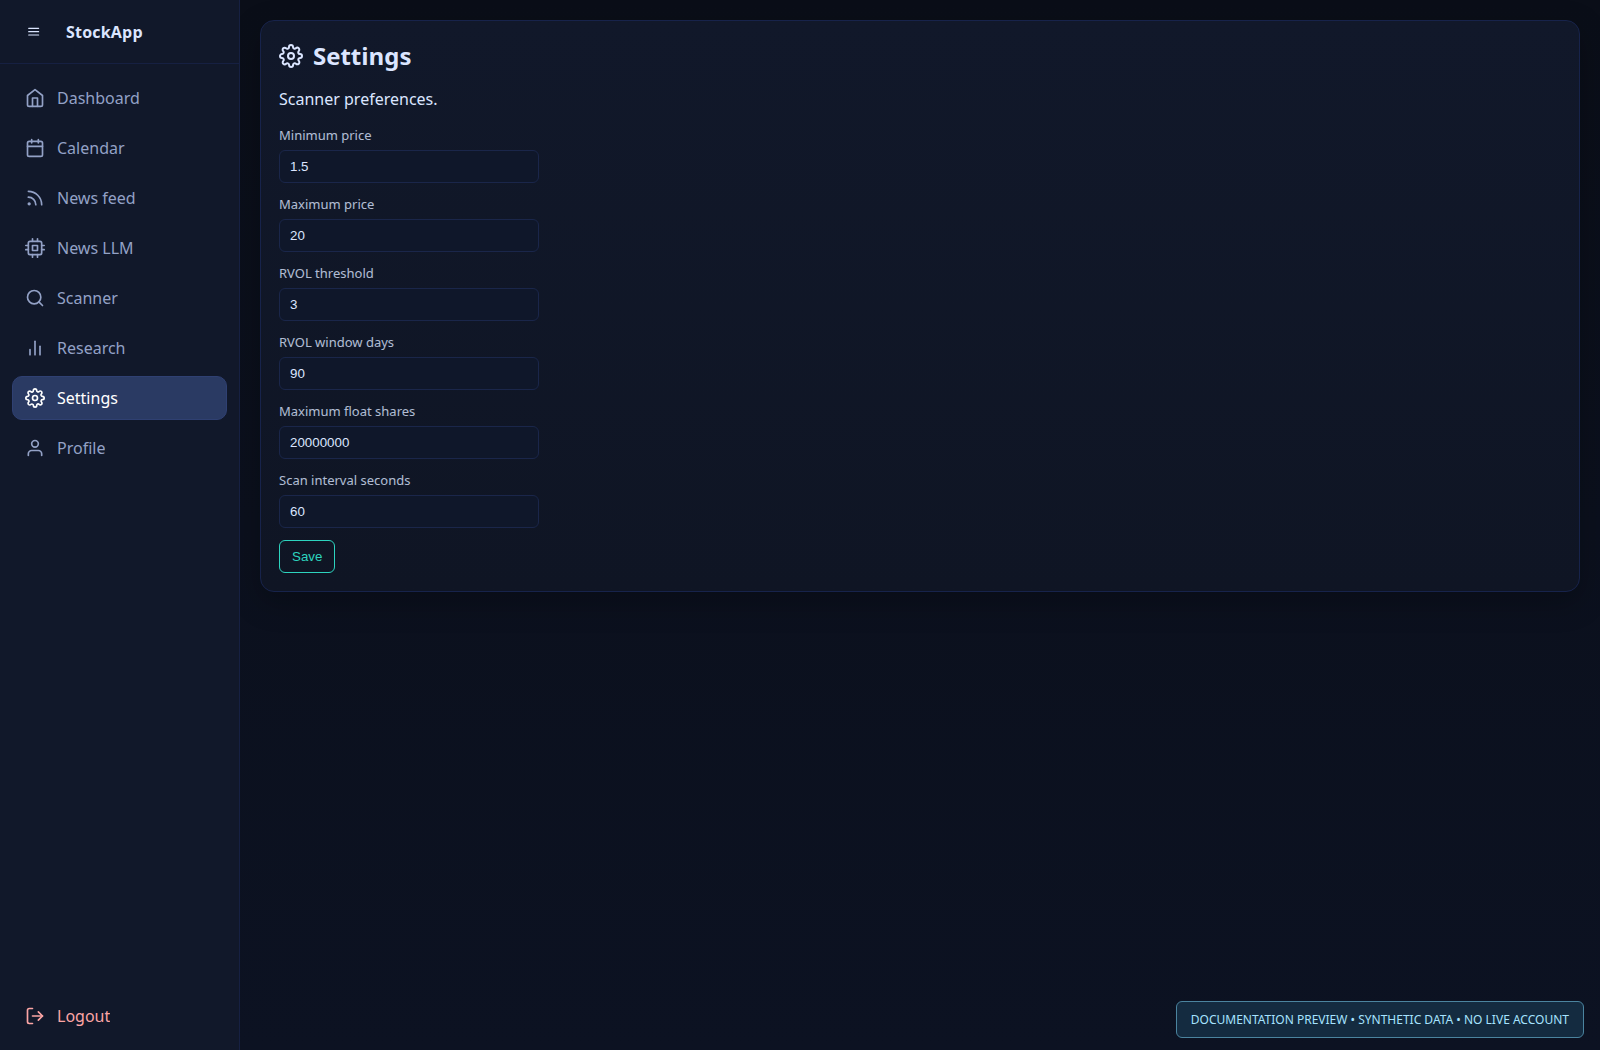 StockApp
Dashboard
Calendar
News feed
News LLM
Scanner
Research
Settings
Profile
Logout
Settings
Scanner preferences.
Minimum price
1.5
Maximum price
20
RVOL threshold
3
RVOL window days
90
Maximum float shares
20000000
Scan interval seconds
60
Save
DOCUMENTATION PREVIEW • SYNTHETIC DATA • NO LIVE ACCOUNT